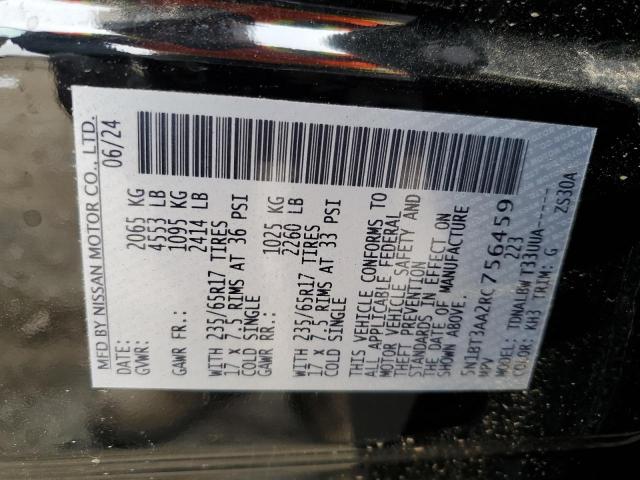 MFD BY NISSAN MOTOR CO., LTD.
DATE: 06/24
GVWR: 2065 KG
4553 LB
GAWR FR.: 1095 KG
2414 LB
WITH 235/65R17 TIRES
17 x 7.5 RIMS AT 36 PSI
COLD SINGLE
GAWR RR.: 1025 KG
2260 LB
WITH 235/65R17 TIRES
17 x 7.5 RIMS AT 33 PSI
COLD SINGLE
THIS VEHICLE CONFORMS TO
ALL APPLICABLE FEDERAL
MOTOR VEHICLE SAFETY AND
THEFT PREVENTION
STANDARDS IN EFFECT ON
THE DATE OF MANUFACTURE
SHOWN ABOVE.
5N1BT3AA2RC756459
MPV 223
MODEL: TDNALBW T33UUA-----
COLOR: KH3 TRIM: G ZS30A